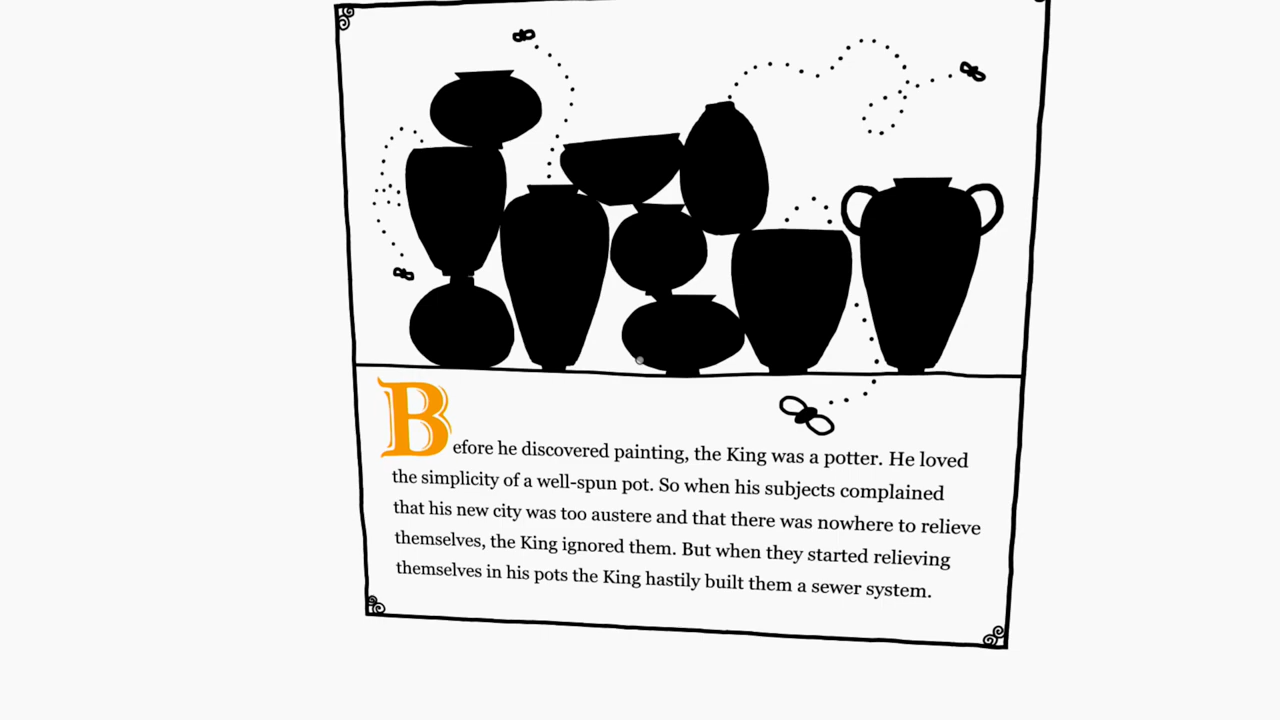 Before he discovered painting, the King was a potter. He loved
the simplicity of a well-spun pot. So when his subjects complained
that his new city was too austere and that there was nowhere to relieve
themselves, the King ignored them. But when they started relieving
themselves in his pots the King hastily built them a sewer system.